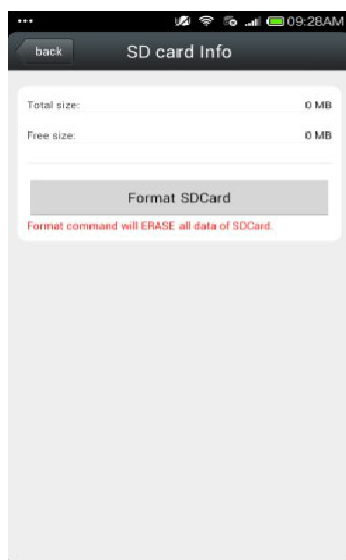 ... 09:28AM
back SD card Info
Total size: 0 MB
Free size: 0 MB
Format SDCard
Format command will ERASE all data of SDCard.